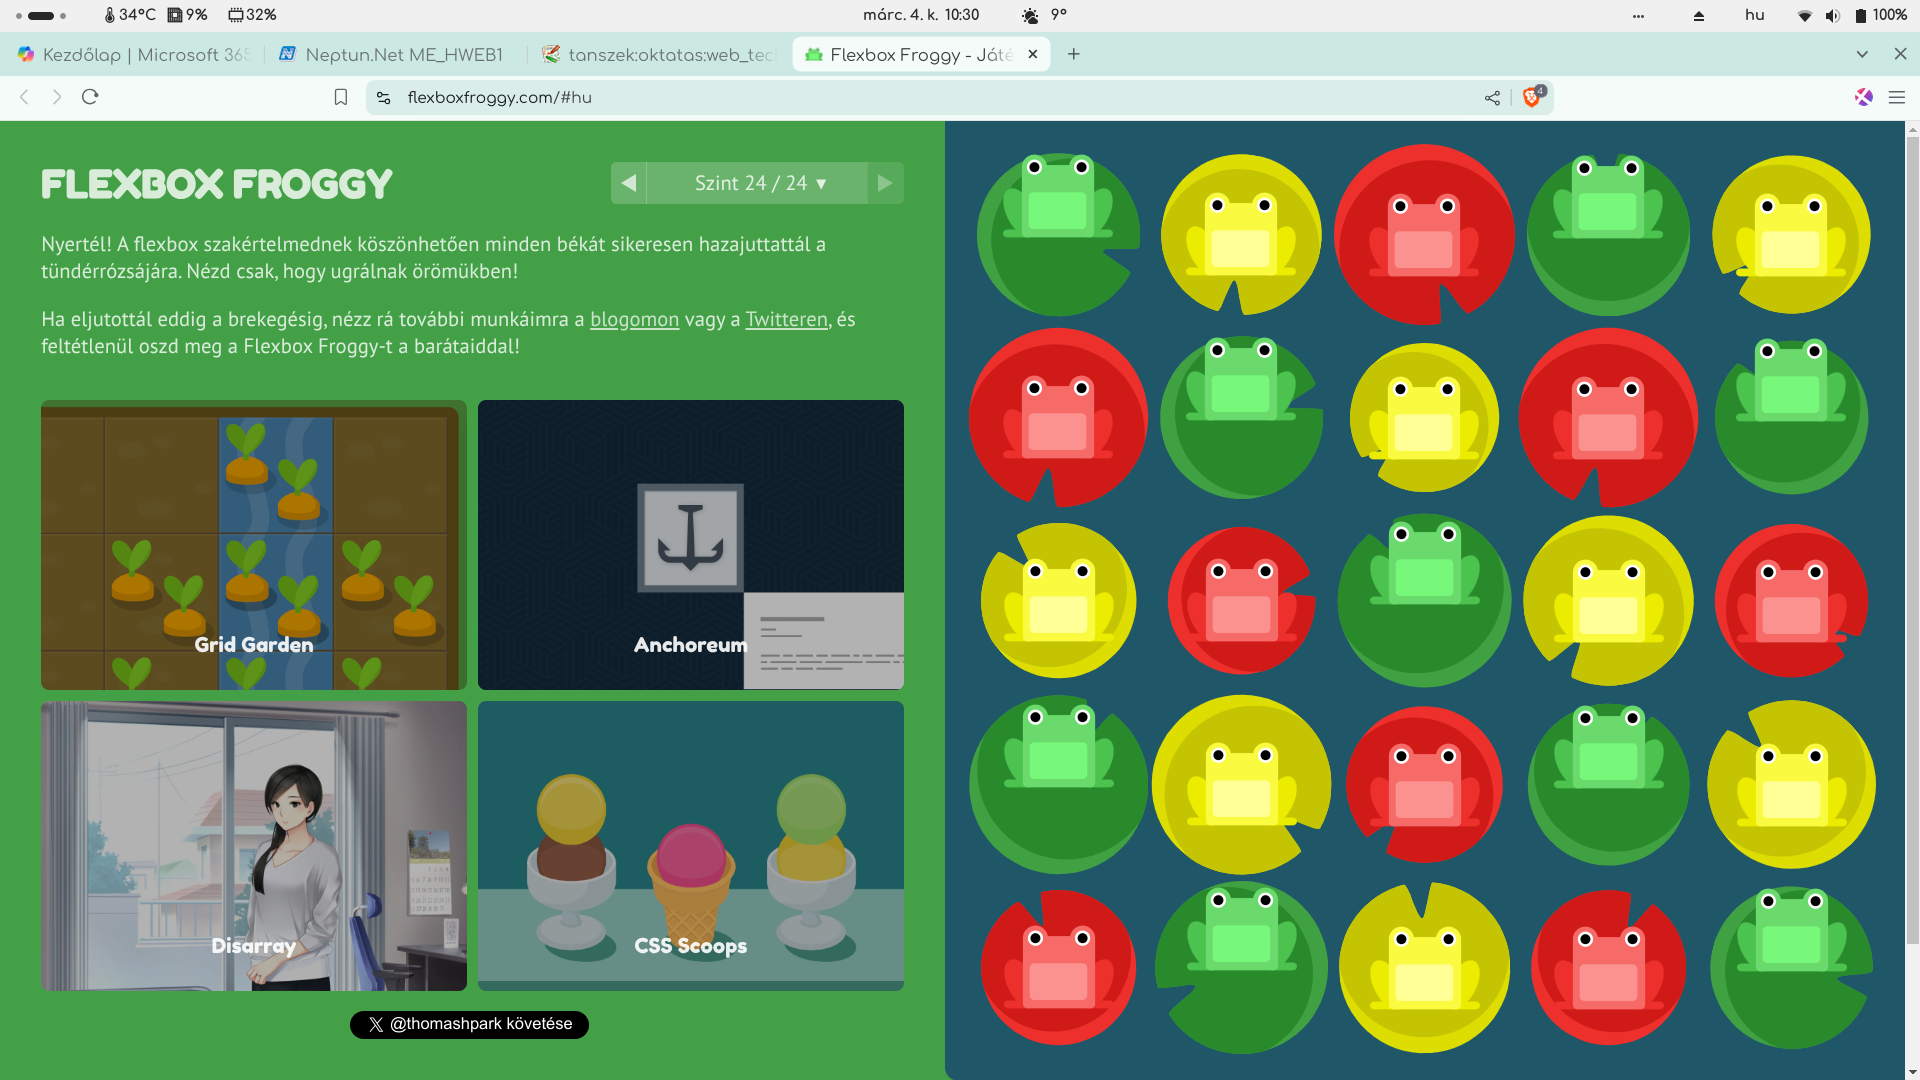 34°C 9% 32% márc. 4. k. 10:30 9° hu 100%
Kezdőlap | Microsoft 365 Neptun.Net ME_HWEB1 tanszek:oktatas:web_tec Flexbox Froggy - Játé
flexboxfroggy.com/#hu 4
FLEXBOX FROGGY
Szint 24 / 24 ▾
Nyertél! A flexbox szakértelmednek köszönhetően minden békát sikeresen hazajuttattál a
tündérrózsájára. Nézd csak, hogy ugrálnak örömükben!
Ha eljutottál eddig a brekegésig, nézz rá további munkáimra a blogomon vagy a Twitteren, és
feltétlenül oszd meg a Flexbox Froggy-t a barátaiddal!
Grid Garden
Anchoreum
Disarray
CSS Scoops
@thomashpark követése